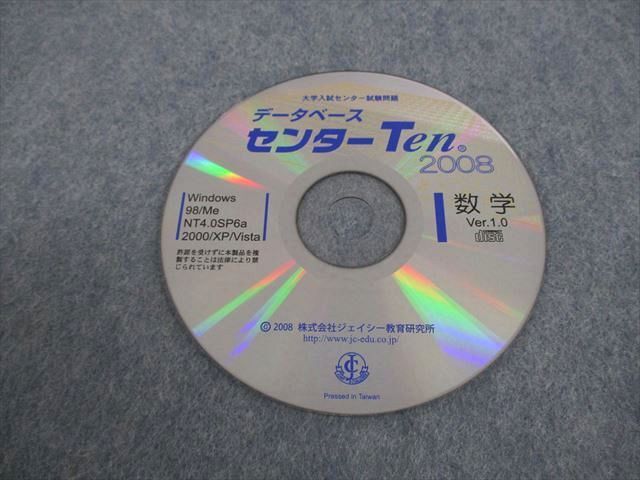 大学入試センター試験問題
データベース
センターTen®
2008
Windows
98/Me
NT4.0SP6a
2000/XP/Vista
許諾を受けずに本製品を複
製することは法律により禁
じられています
数学
Ver.1.0
disc
© 2008 株式会社ジェイシー教育研究所
http://www.jc-edu.co.jp/
JC
Pressed in Taiwan